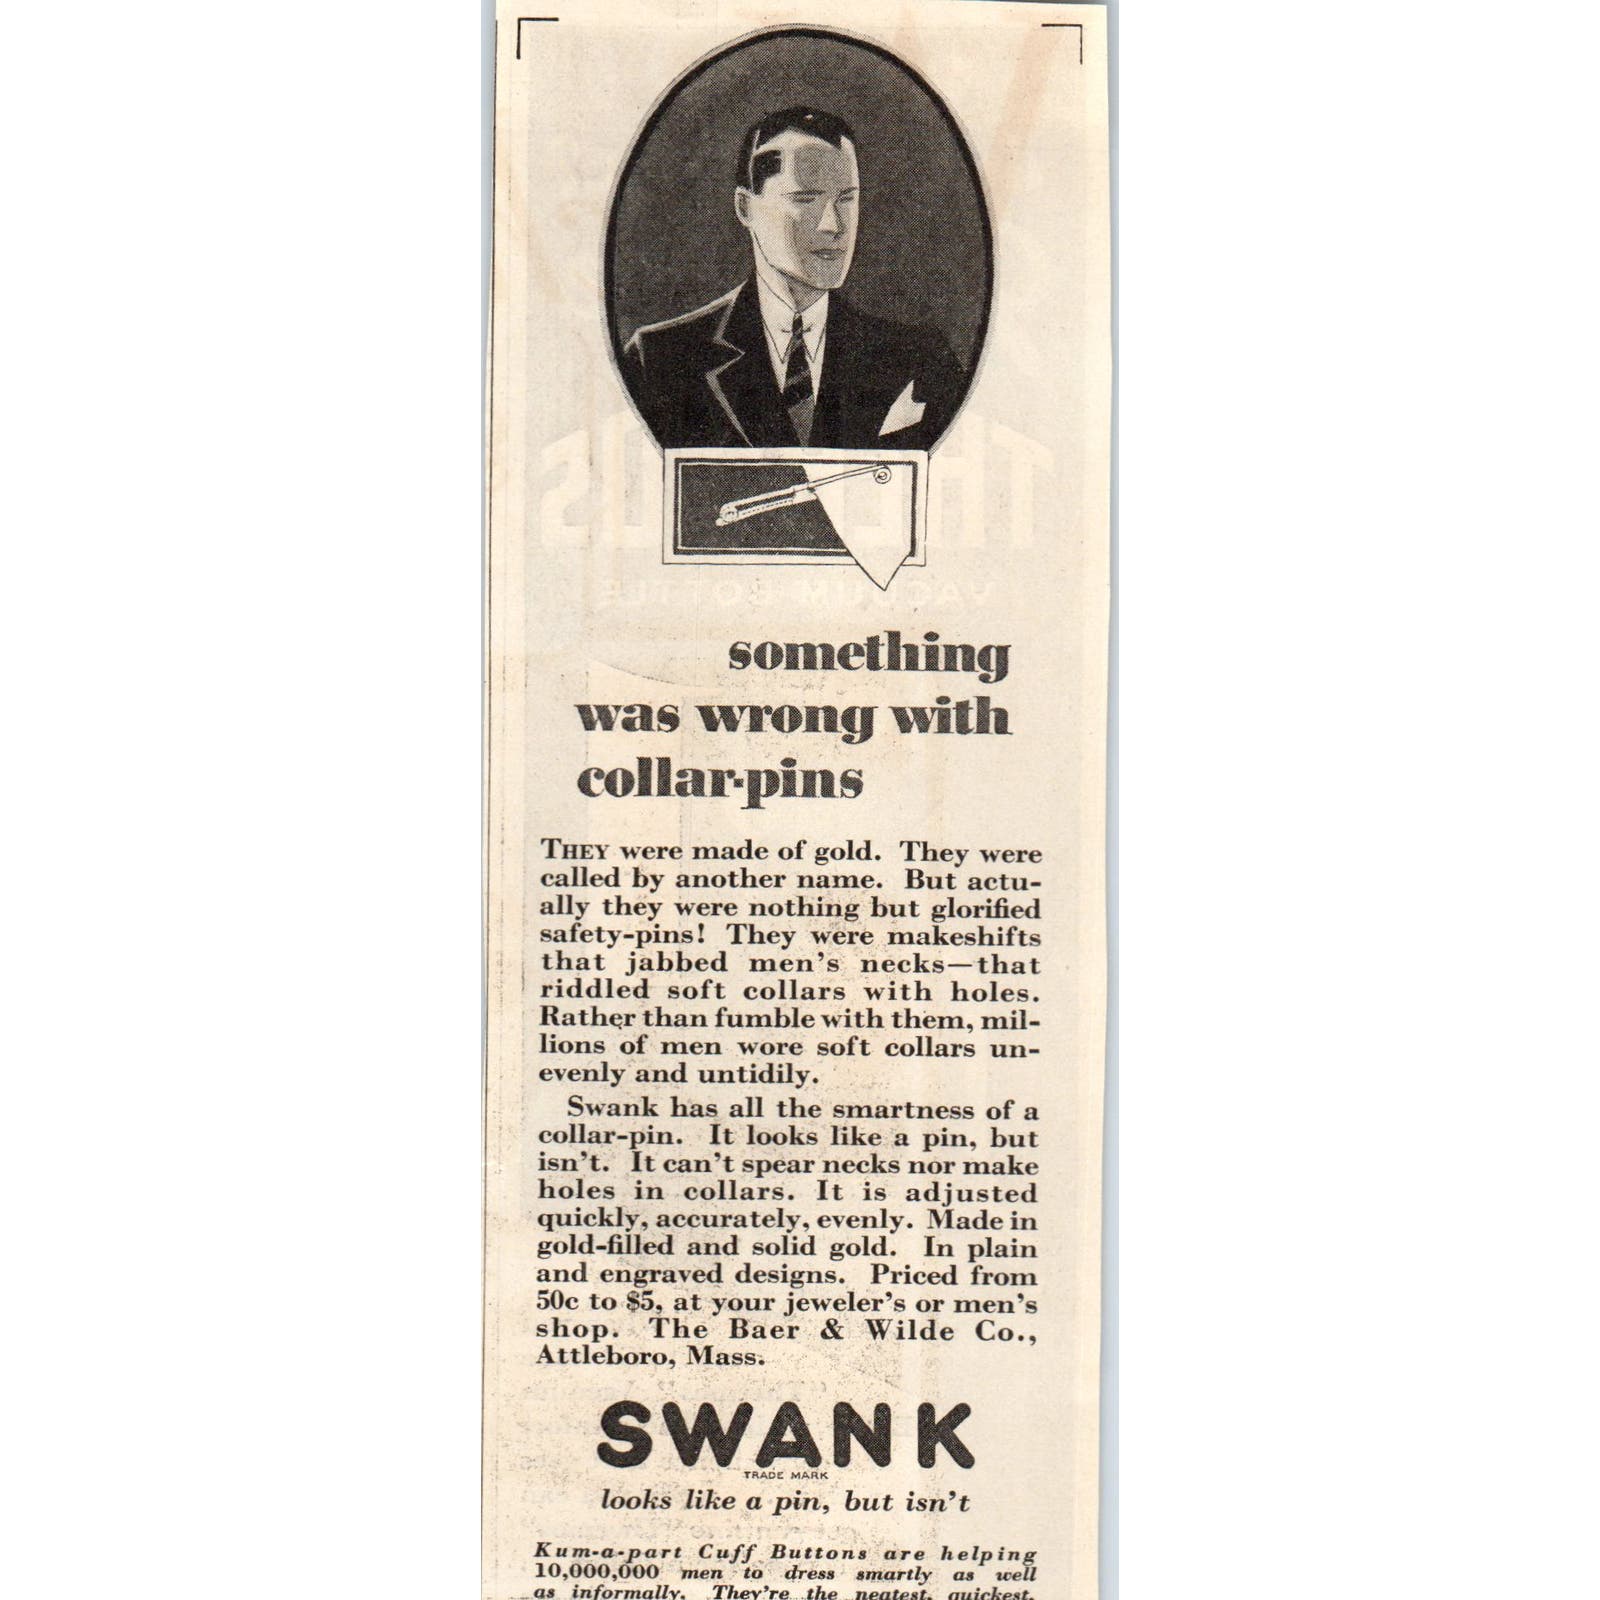 something
was wrong with
collar-pins
THEY were made of gold. They were
called by another name. But actu-
ally they were nothing but glorified
safety-pins! They were makeshifts
that jabbed men's necks—that
riddled soft collars with holes.
Rather than fumble with them, mil-
lions of men wore soft collars un-
evenly and untidily.
Swank has all the smartness of a
collar-pin. It looks like a pin, but
isn't. It can't spear necks nor make
holes in collars. It is adjusted
quickly, accurately, evenly. Made in
gold-filled and solid gold. In plain
and engraved designs. Priced from
50c to $5, at your jeweler's or men's
shop. The Baer & Wilde Co.,
Attleboro, Mass.
SWANK
TRADE MARK
looks like a pin, but isn't
Kum-a-part Cuff Buttons are helping
10,000,000 men to dress smartly as well
as informally. They're the neatest, quickest,